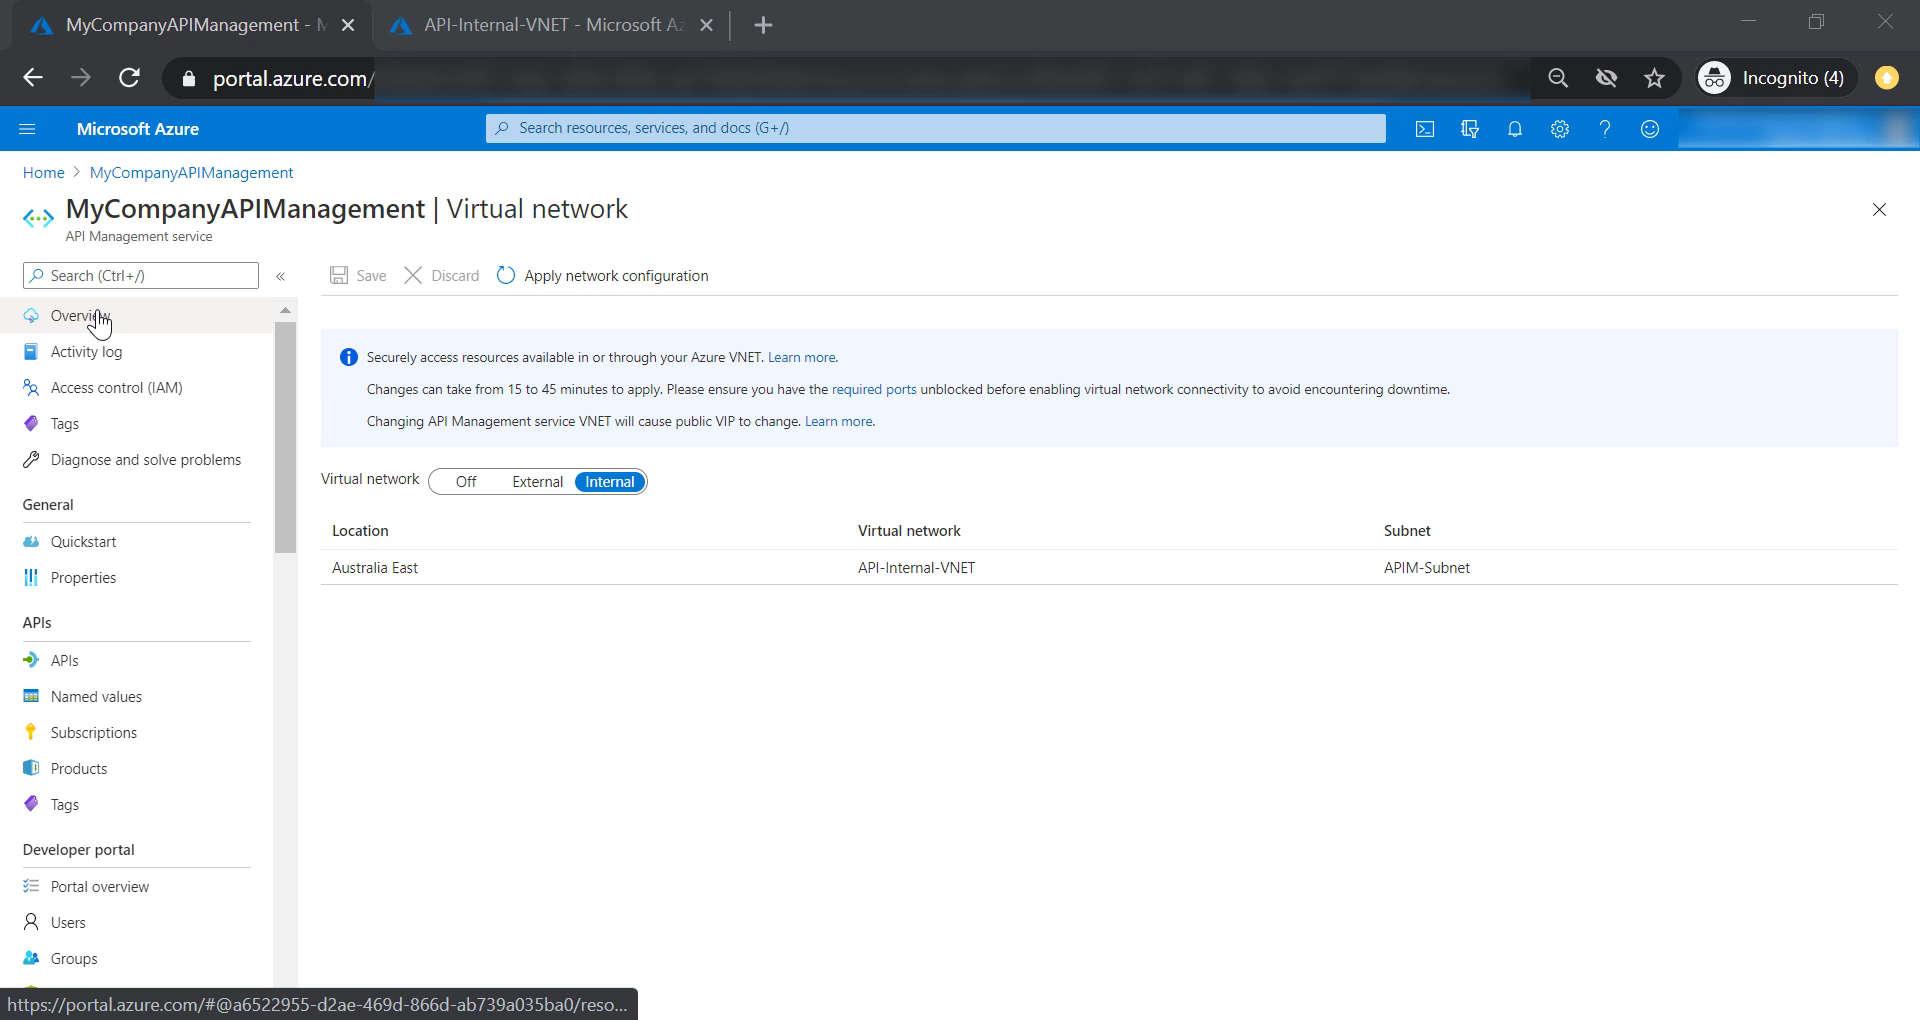 MyCompanyAPIManagement - M
API-Internal-VNET - Microsoft Az
portal.azure.com/
Incognito (4)
Microsoft Azure
Search resources, services, and docs (G+/)
Home > MyCompanyAPIManagement
MyCompanyAPIManagement | Virtual network
API Management service
Search (Ctrl+/)
«
Save
Discard
Apply network configuration
Overview
Activity log
Access control (IAM)
Tags
Diagnose and solve problems
General
Quickstart
Properties
APIs
APIs
Named values
Subscriptions
Products
Tags
Developer portal
Portal overview
Users
Groups
Securely access resources available in or through your Azure VNET. Learn more.
Changes can take from 15 to 45 minutes to apply. Please ensure you have the required ports unblocked before enabling virtual network connectivity to avoid encountering downtime.
Changing API Management service VNET will cause public VIP to change. Learn more.
Virtual network Off External Internal
Location Virtual network Subnet
Australia East API-Internal-VNET APIM-Subnet
https://portal.azure.com/#@a6522955-d2ae-469d-866d-ab739a035ba0/reso...